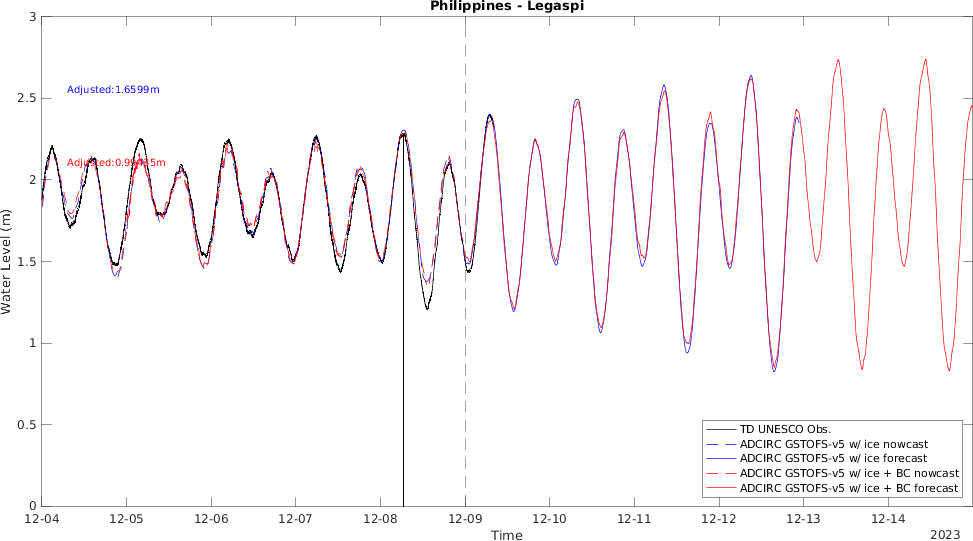 Philippines - Legaspi
3
2.5
2
1.5
1
0.5
0
Water Level (m)
Adjusted:1.6599m
12-04
12-05
12-06
12-07
12-08
12-09
12-10
12-11
12-12
12-13
12-14
Time
2023
TD UNESCO Obs.
ADCIRC GSTOFS-v5 w/ ice nowcast
ADCIRC GSTOFS-v5 w/ ice forecast
ADCIRC GSTOFS-v5 w/ ice + BC nowcast
ADCIRC GSTOFS-v5 w/ ice + BC forecast